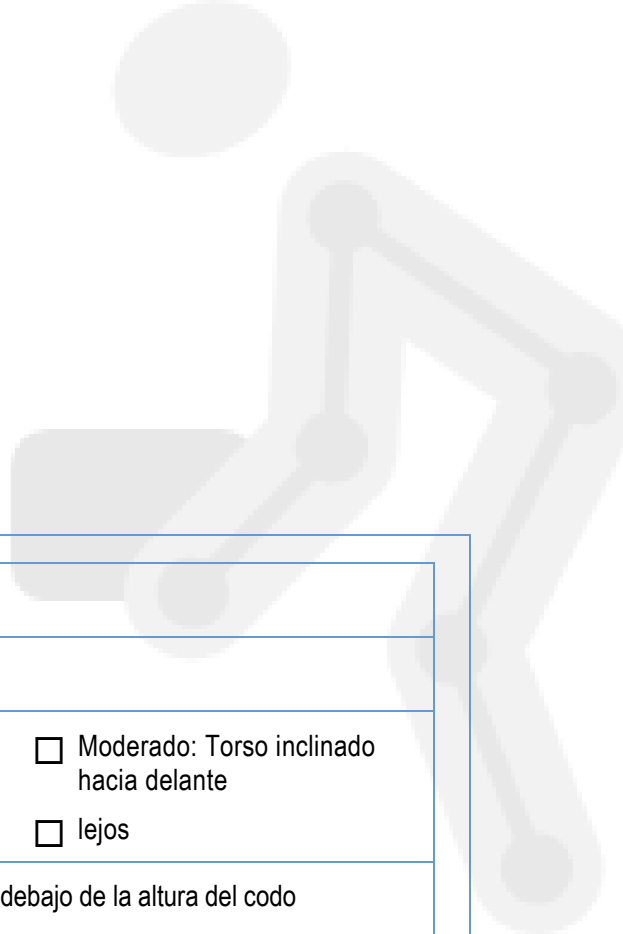 Moderado: Torso inclinado
hacia delante
lejos
debajo de la altura del codo